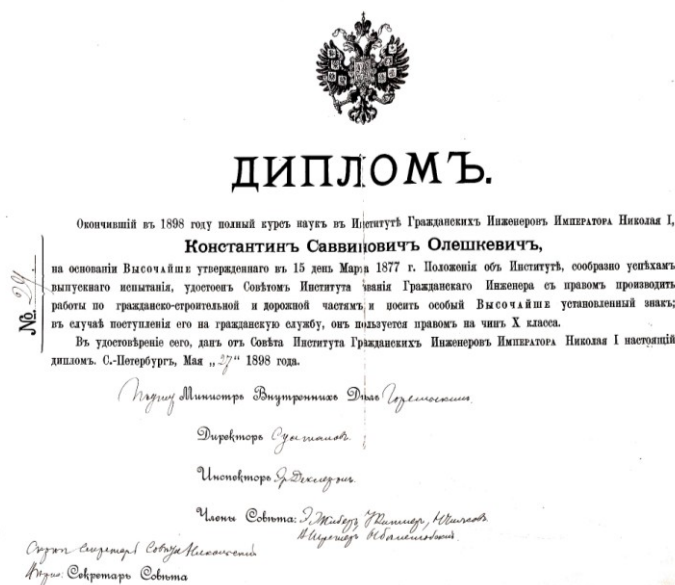 ДИПЛОМЪ.
Окончившій въ 1898 году полный курсъ наукъ въ Институтѣ Гражданскихъ Инженеровъ Императора Николая I,
Константинъ Саввиновичъ Олешкевичъ,
на основаніи Высочайше утвержденнаго въ 15 день Марта 1877 г. Положенія объ Институтѣ, сообразно успѣхамъ
выпускнаго испытанія, удостоенъ Совѣтомъ Института званія Гражданскаго Инженера съ правомъ производить
работы по гражданско-строительной и дорожной частямъ и носить особый Высочайше установленный знакъ;
въ случаѣ поступленія его на гражданскую службу, онъ пользуется правомъ на чинъ X класса.
Въ удостовѣреніе сего, данъ отъ Совѣта Института Гражданскихъ Инженеровъ Императора Николая I настоящій
дипломъ. С.-Петербургъ, Мая „27" 1898 года.
№ 29
Министръ Внутреннихъ Дѣлъ Горемыкинъ
Директоръ Султановъ
Инспекторъ
Члены Совѣта: Э. Жиберъ
Секретарь Совѣта
Секретарь Совѣта